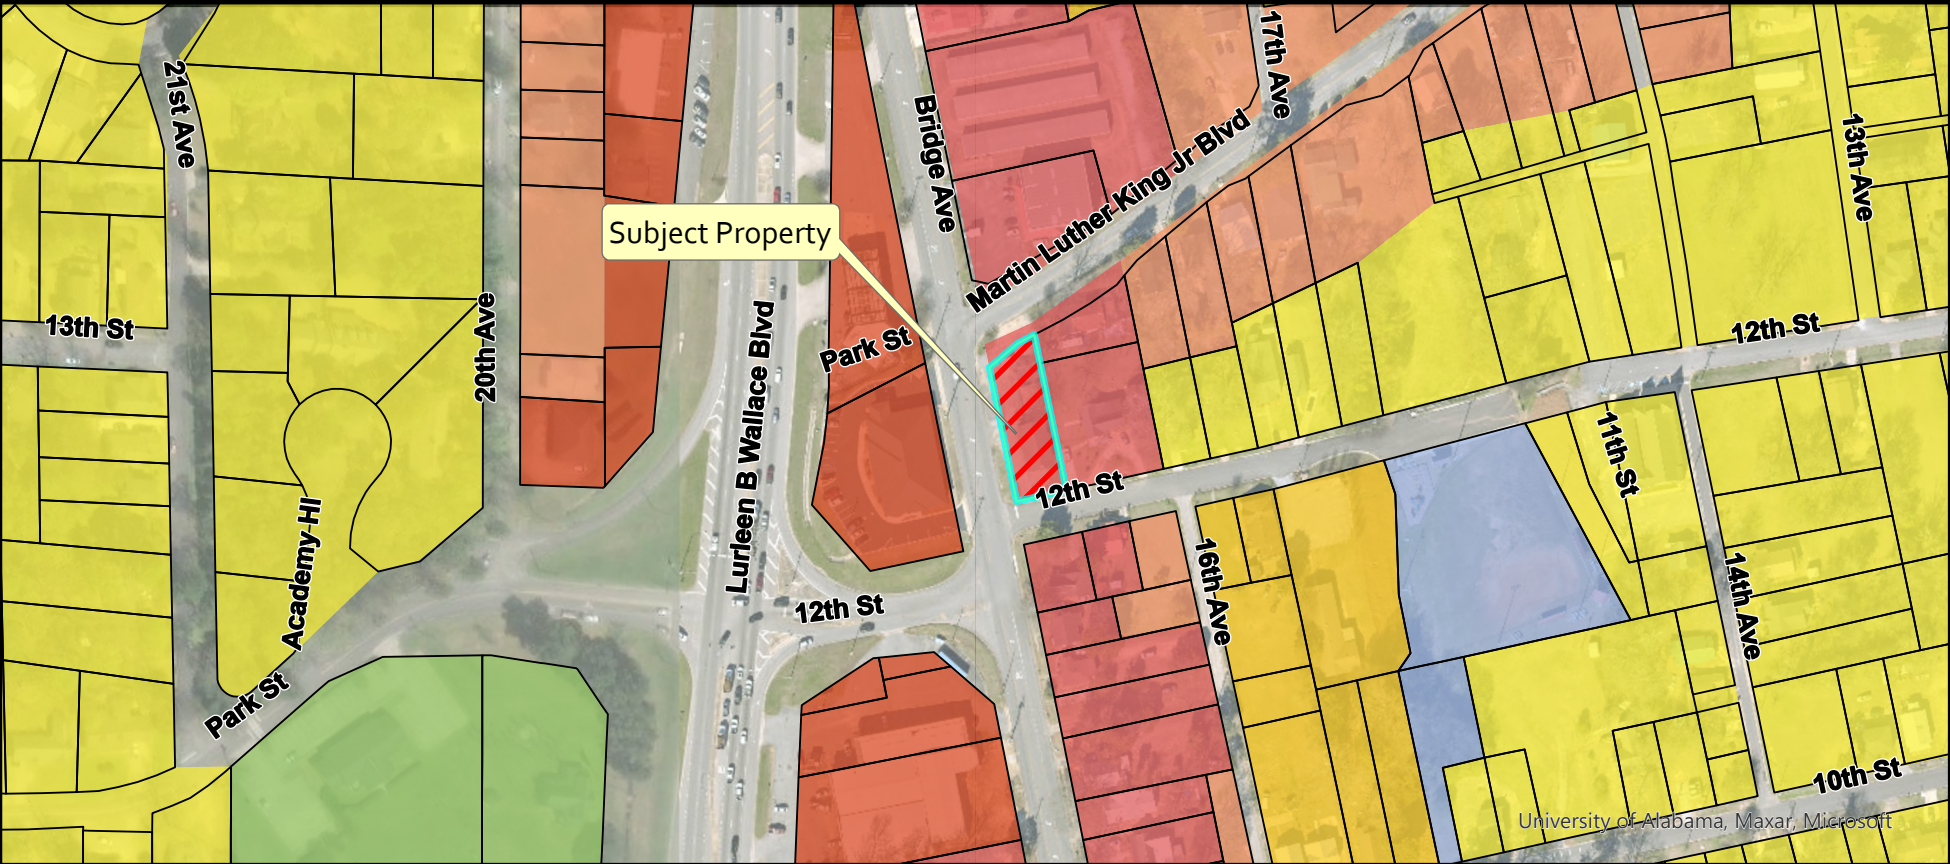 21st Ave
17th Ave
Bridge Ave
Martin Luther King Jr Blvd
13th Ave
Subject Property
13th St
20th Ave
Park St
12th St
Lurleen B Wallace Blvd
12th St
11th St
Academy Hl
16th Ave
14th Ave
12th St
Park St
10th St
University of Alabama, Maxar, Microsoft